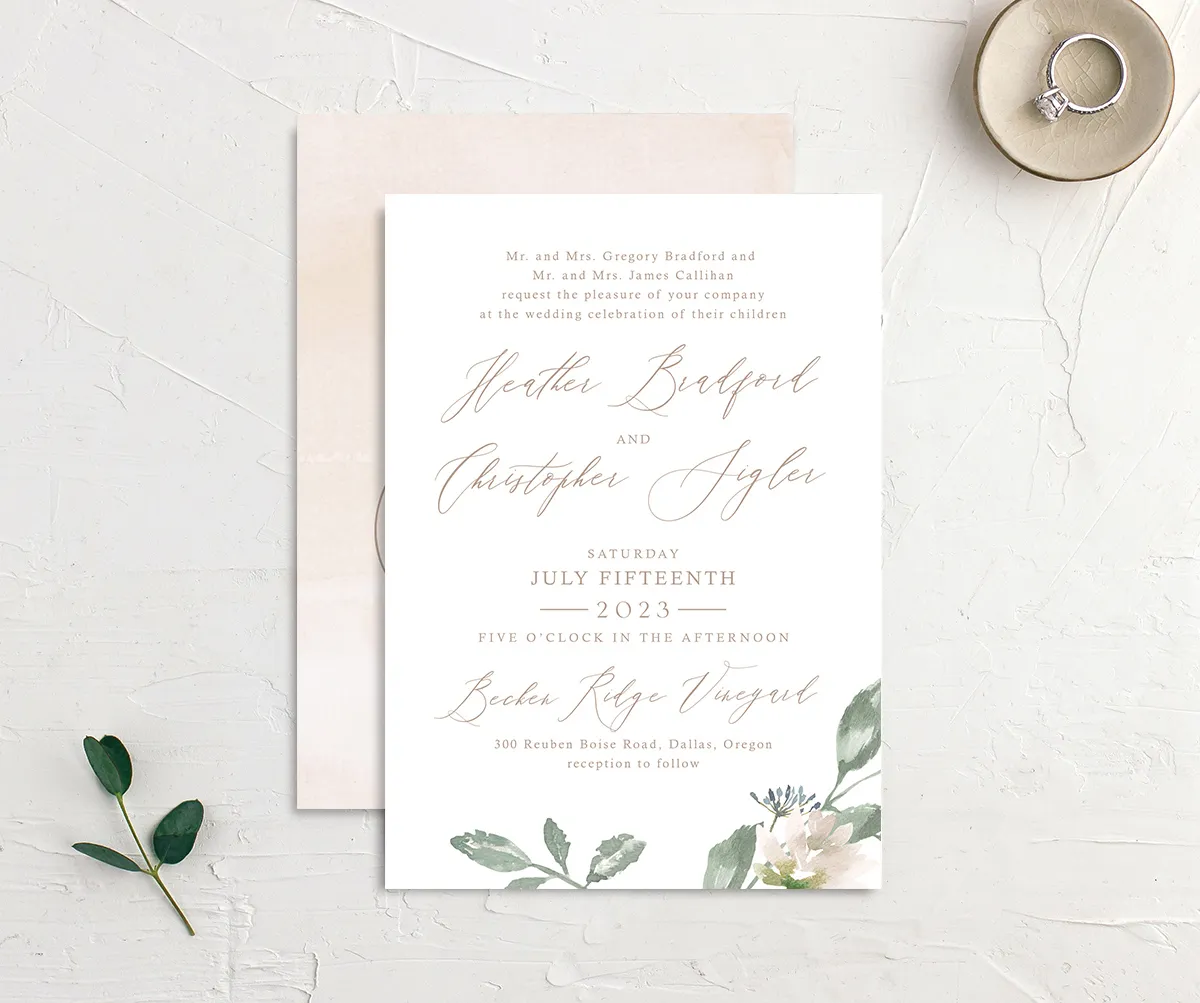 Mr. and Mrs. Gregory Bradford and
Mr. and Mrs. James Callihan
request the pleasure of your company
at the wedding celebration of their children
Heather Bradford
AND
Christopher Sigler
SATURDAY
JULY FIFTEENTH
2023
FIVE O'CLOCK IN THE AFTERNOON
Becken Ridge Vineyard
300 Reuben Boise Road, Dallas, Oregon
reception to follow